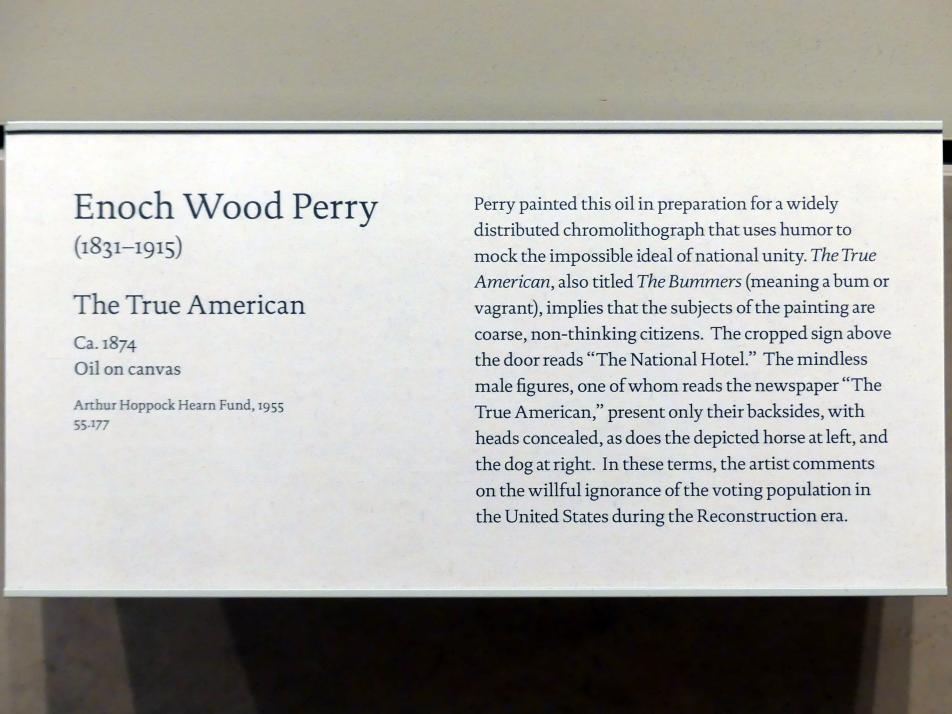 Enoch Wood Perry
(1831–1915)
The True American
Ca. 1874
Oil on canvas
Arthur Hoppock Hearn Fund, 1955
55.177
Perry painted this oil in preparation for a widely
distributed chromolithograph that uses humor to
mock the impossible ideal of national unity. The True
American, also titled The Bummers (meaning a bum or
vagrant), implies that the subjects of the painting are
coarse, non-thinking citizens. The cropped sign above
the door reads “The National Hotel.” The mindless
male figures, one of whom reads the newspaper “The
True American,” present only their backsides, with
heads concealed, as does the depicted horse at left, and
the dog at right. In these terms, the artist comments
on the willful ignorance of the voting population in
the United States during the Reconstruction era.